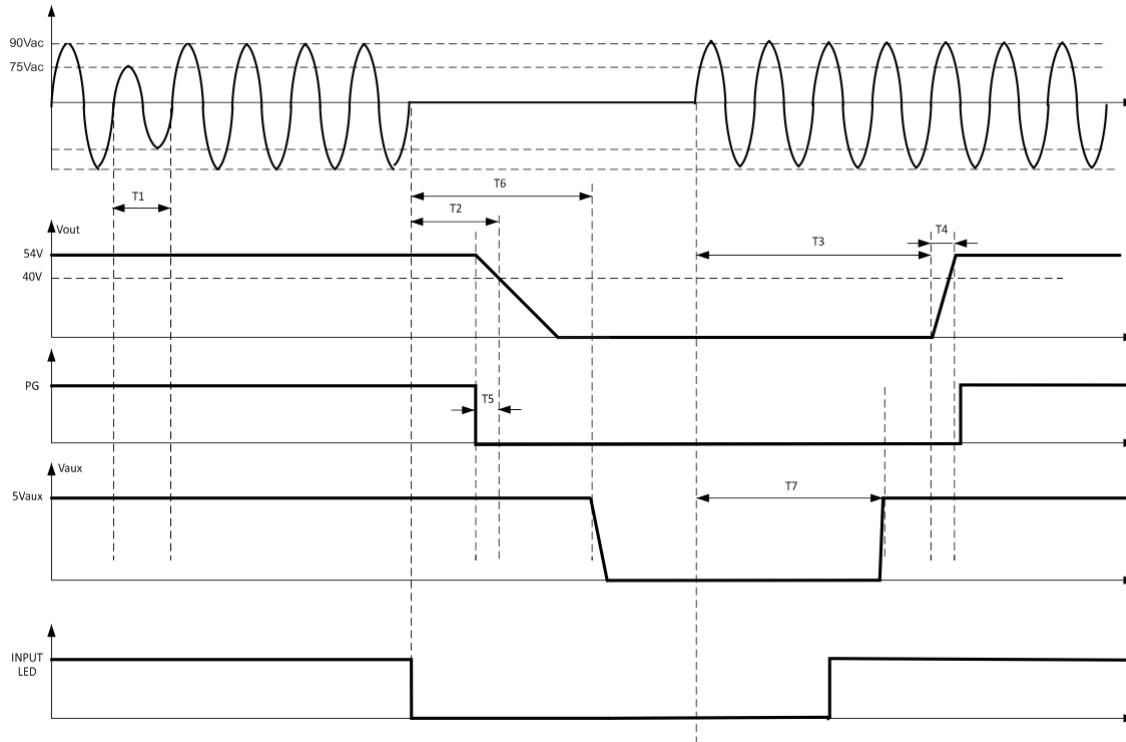 90Vac
75Vac
T1
T6
T2
Vout
54V
40V
T3
T4
PG
T5
Vaux
5Vaux
T7
INPUT
LED